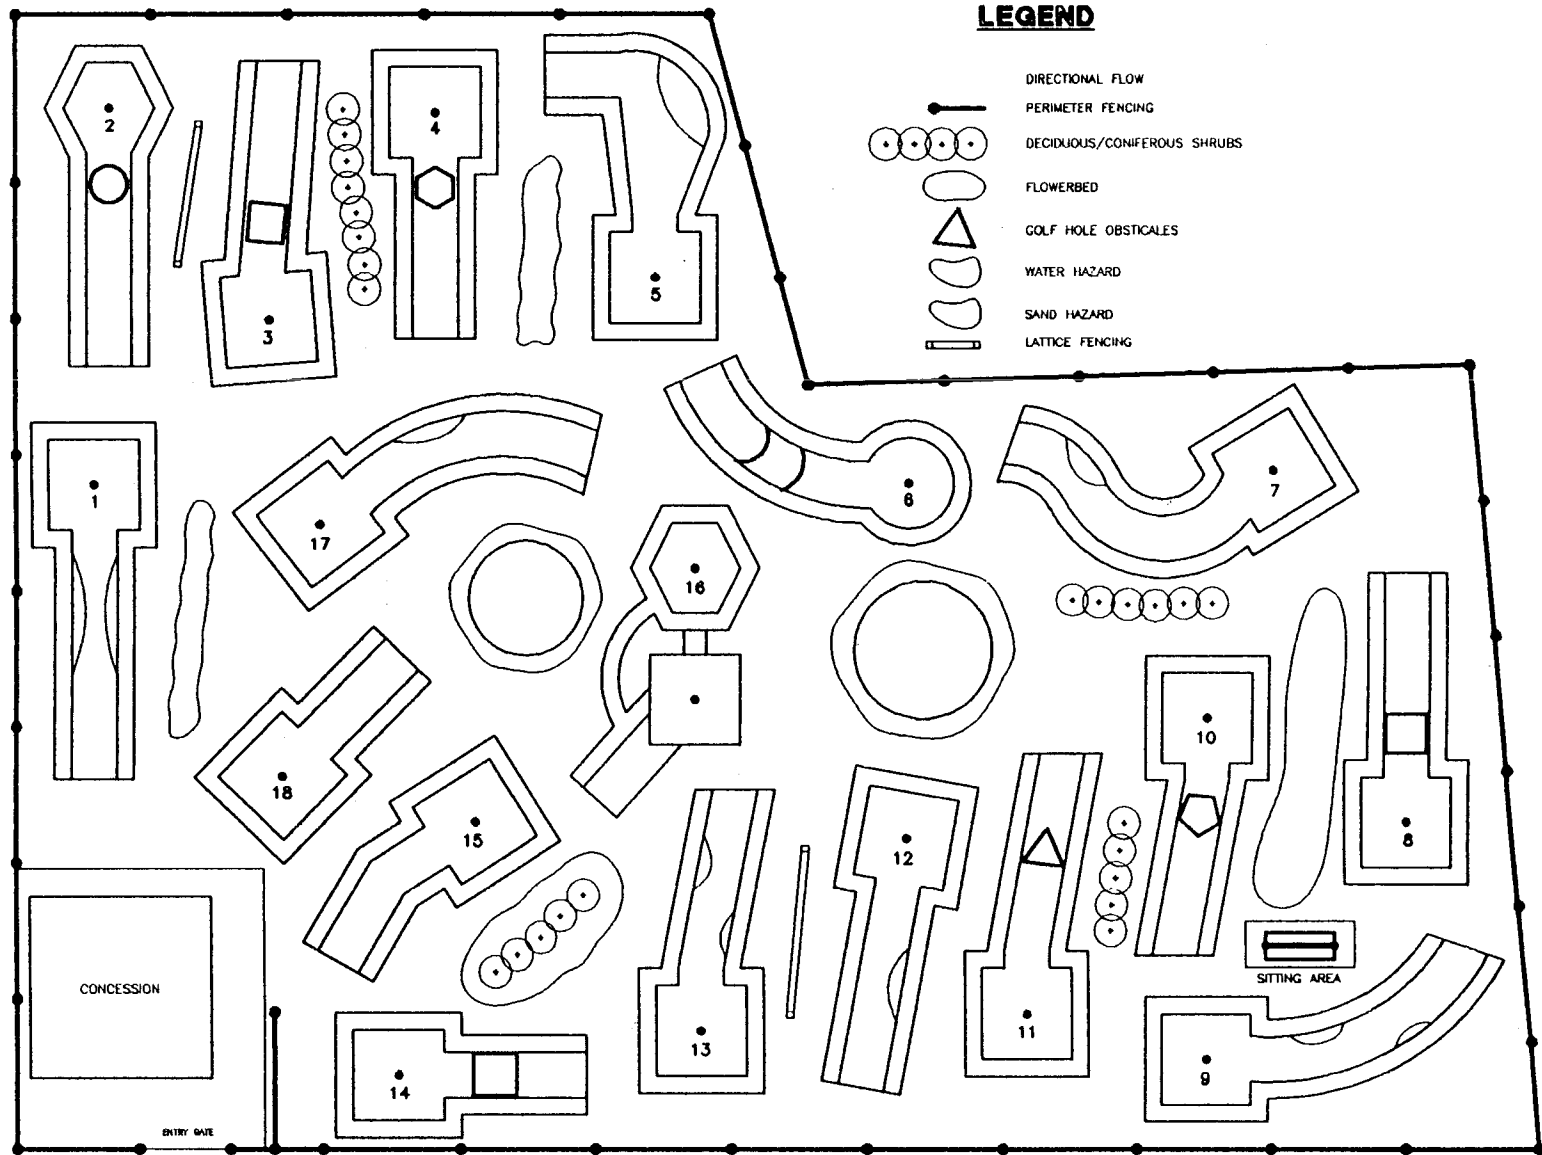 LEGEND
DIRECTIONAL FLOW
PERIMETER FENCING
DECIDUOUS/CONIFEROUS SHRUBS
FLOWERBED
GOLF HOLE OBSTICALES
WATER HAZARD
SAND HAZARD
LATTICE FENCING
2
4
3
5
1
17
6
7
16
18
15
10
12
8
13
11
14
9
SITTING AREA
CONCESSION
ENTRY GATE